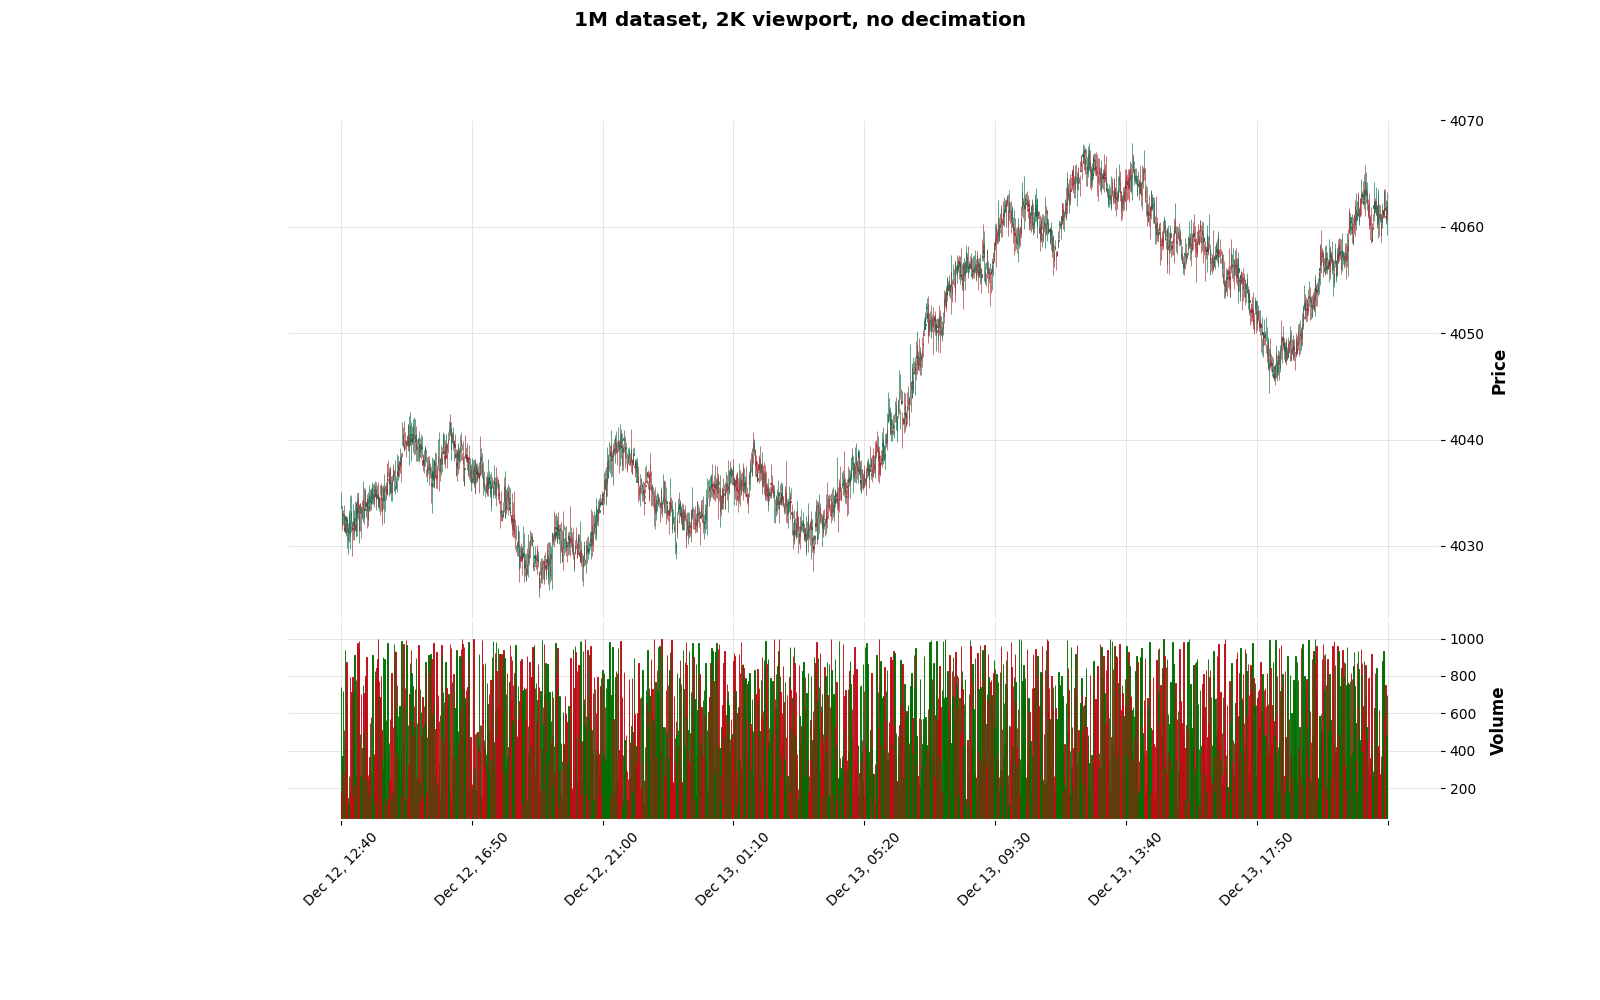 1M dataset, 2K viewport, no decimation
4070
4060
4050
4040
4030
Price
1000
800
600
400
200
Volume
Dec 12, 12:40
Dec 12, 16:50
Dec 12, 21:00
Dec 13, 01:10
Dec 13, 05:20
Dec 13, 09:30
Dec 13, 13:40
Dec 13, 17:50